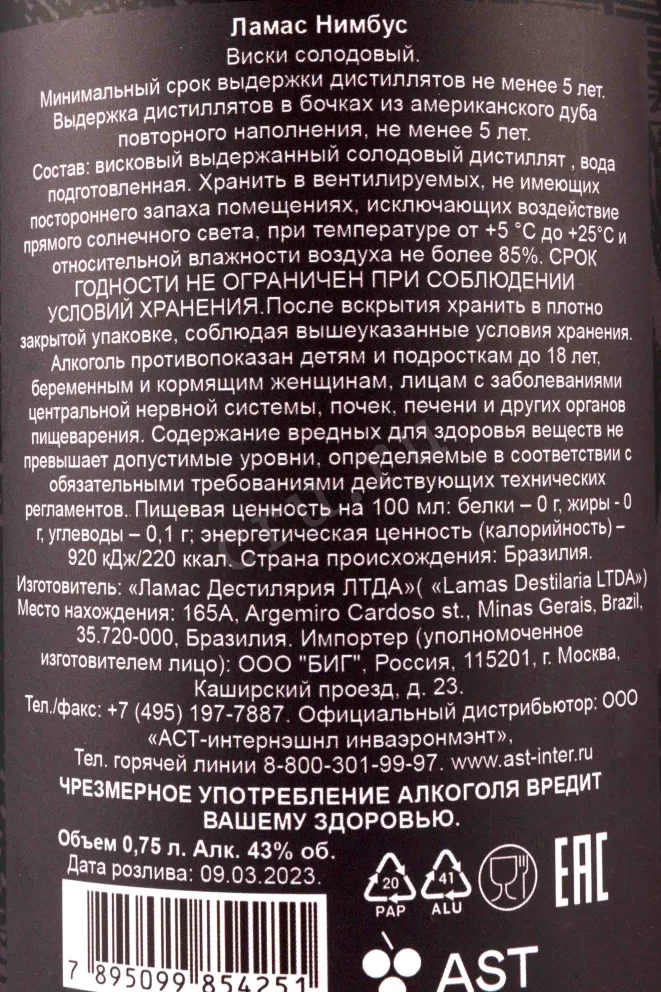 Ламас Нимбус
Виски солодовый.
Минимальный срок выдержки дистиллятов не менее 5 лет.
Выдержка дистиллятов в бочках из американского дуба
повторного наполнения, не менее 5 лет.
Состав: висковый выдержанный солодовый дистиллят , вода
подготовленная. Хранить в вентилируемых, не имеющих
постороннего запаха помещениях, исключающих воздействие
прямого солнечного света, при температуре от +5 °C до +25°C и
относительной влажности воздуха не более 85%. СРОК
ГОДНОСТИ НЕ ОГРАНИЧЕН ПРИ СОБЛЮДЕНИИ
УСЛОВИЙ ХРАНЕНИЯ.После вскрытия хранить в плотно
закрытой упаковке, соблюдая вышеуказанные условия хранения.
Алкоголь противопоказан детям и подросткам до 18 лет,
беременным и кормящим женщинам, лицам с заболеваниями
центральной нервной системы, почек, печени и других органов
пищеварения. Содержание вредных для здоровья веществ не
превышает допустимые уровни, определяемые в соответствии с
обязательными требованиями действующих технических
регламентов. Пищевая ценность на 100 мл: белки – 0 г, жиры - 0
г, углеводы – 0,1 г; энергетическая ценность (калорийность) –
920 кДж/220 ккал. Страна происхождения: Бразилия.
Изготовитель: «Ламас Дестилярия ЛТДА»( «Lamas Destilaria LTDA»)
Место нахождения: 165A, Argemiro Cardoso st., Minas Gerais, Brazil,
35.720-000, Бразилия. Импортер (уполномоченное
изготовителем лицо): ООО "БИГ", Россия, 115201, г. Москва,
Каширский проезд, д. 23.
Тел./факс: +7 (495) 197-7887. Официальный дистрибьютор: ООО
«АСТ-интернэшнл инваэронмэнт»,
Тел. горячей линии 8-800-301-99-97. www.ast-inter.ru
ЧРЕЗМЕРНОЕ УПОТРЕБЛЕНИЕ АЛКОГОЛЯ ВРЕДИТ
ВАШЕМУ ЗДОРОВЬЮ.
Объем 0,75 л. Алк. 43% об.
Дата розлива: 09.03.2023.
20 PAP
41 ALU
EAC
7 895099 854251
AST
cru.ru